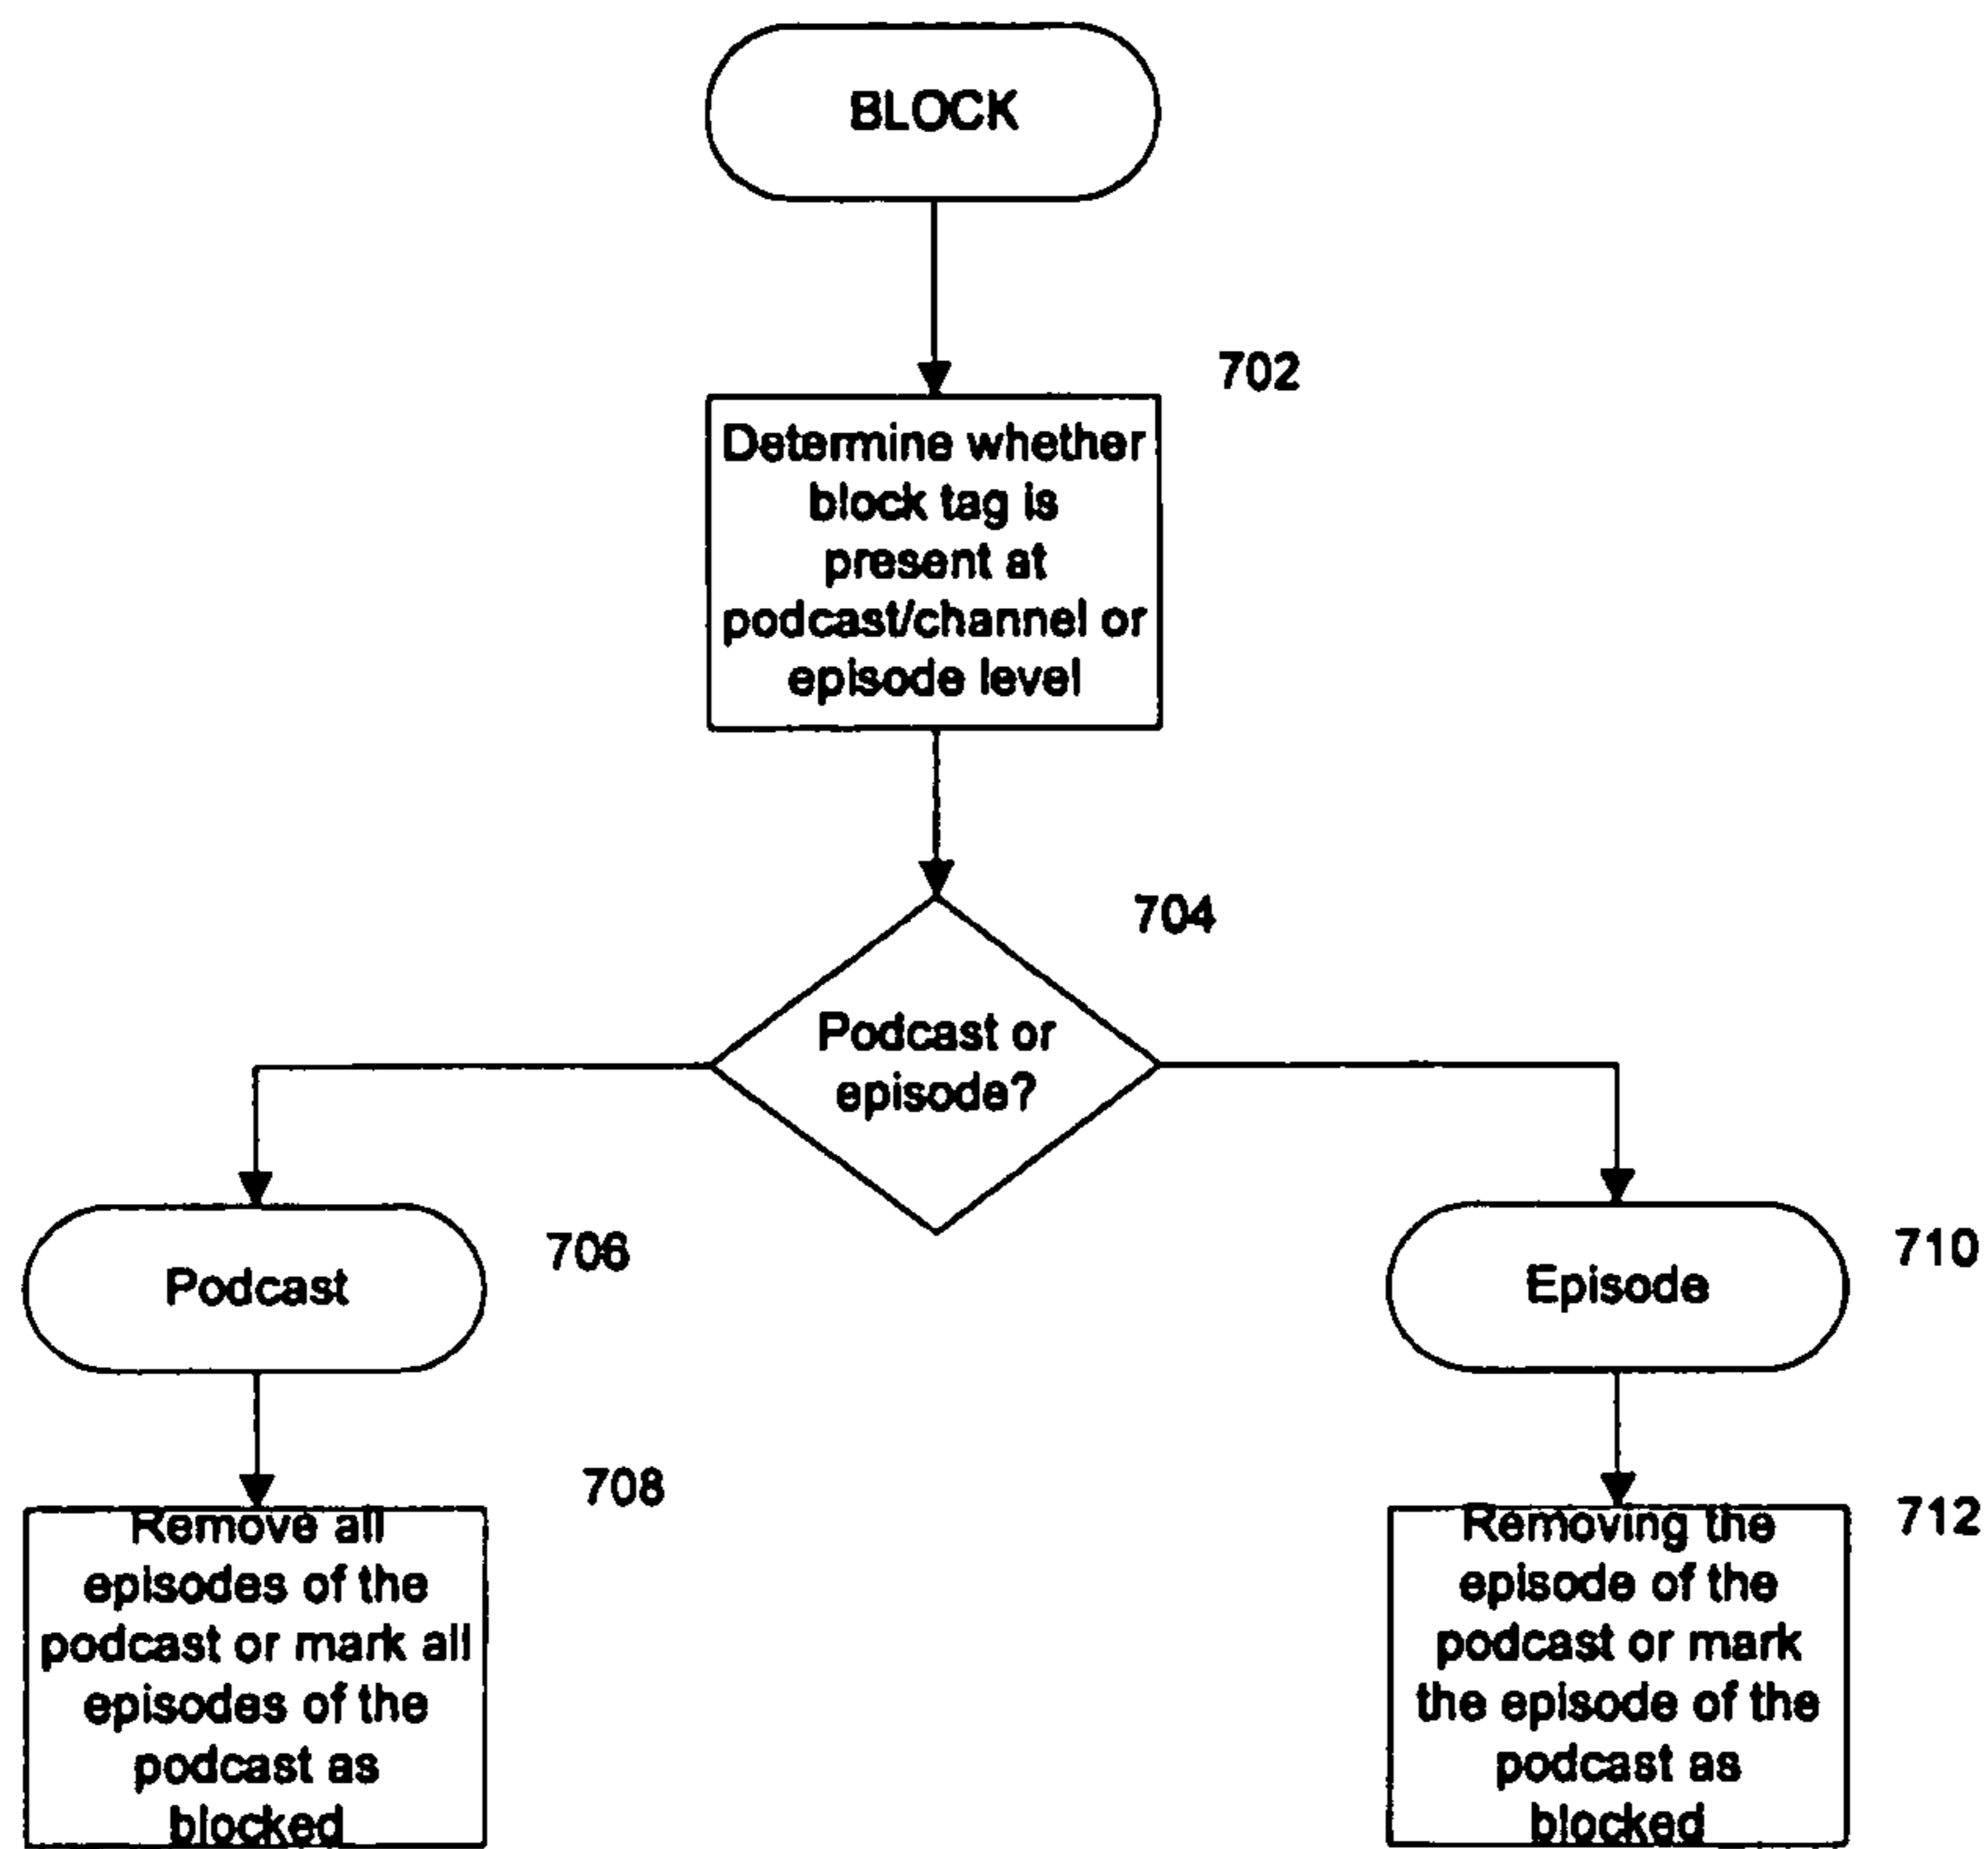 BLOCK
702
Determine whether
block tag is
present at
podcast/channel or
episode level
704
Podcast or
episode?
706
Podcast
710
Episode
708
Remove all
episodes of the
podcast or mark all
episodes of the
podcast as
blocked
712
Removing the
episode of the
podcast or mark
the episode of the
podcast as
blocked